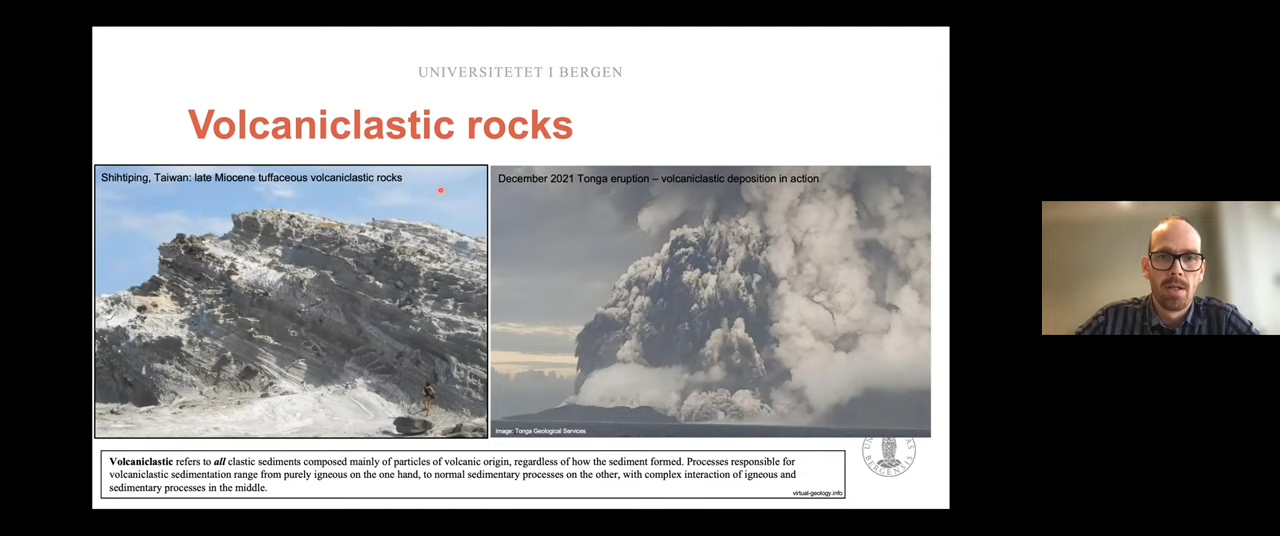 UNIVERSITETET I BERGEN
Volcaniclastic rocks
Shihtiping, Taiwan: late Miocene tuffaceous volcaniclastic rocks
December 2021 Tonga eruption – volcaniclastic deposition in action
Image: Tonga Geological Services
Volcaniclastic refers to all clastic sediments composed mainly of particles of volcanic origin, regardless of how the sediment formed. Processes responsible for
volcaniclastic sedimentation range from purely igneous on the one hand, to normal sedimentary processes on the other, with complex interaction of igneous and
sedimentary processes in the middle.
virtual-geology.info